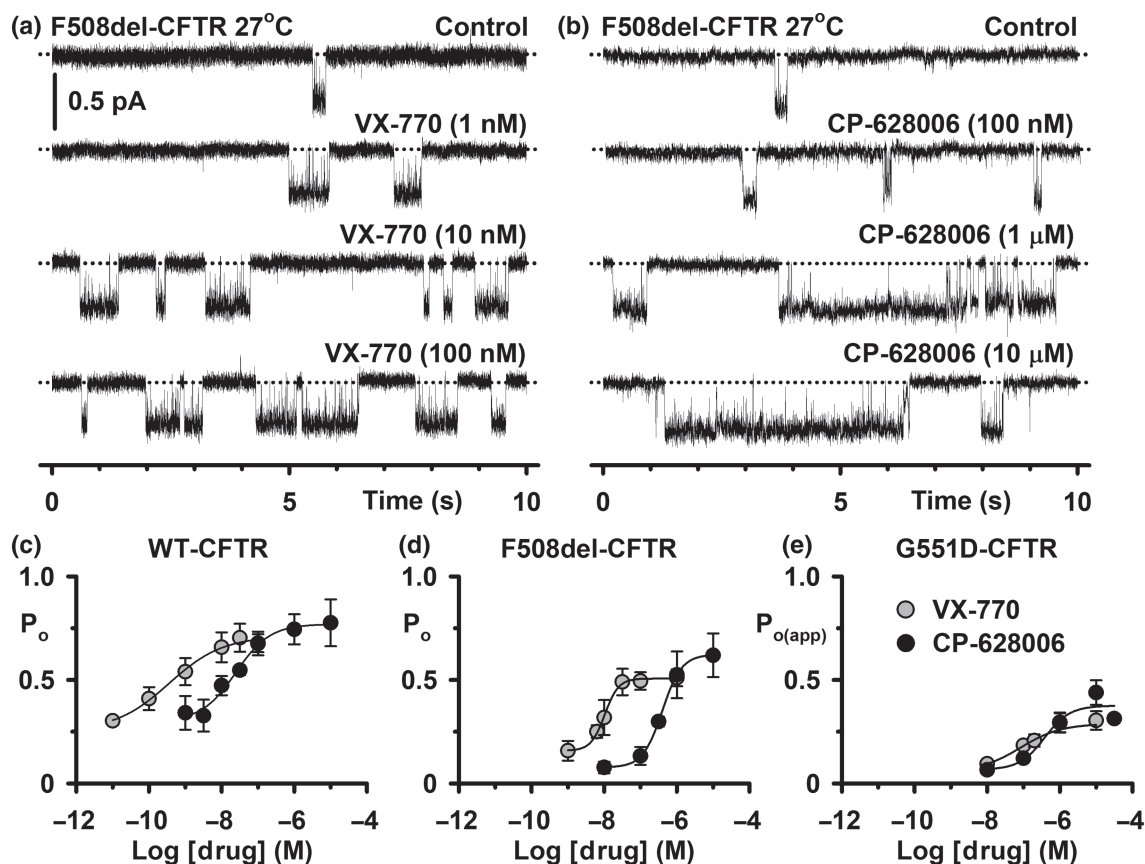 (a) F508del-CFTR 27°C Control
0.5 pA
VX-770 (1 nM)
VX-770 (10 nM)
VX-770 (100 nM)
0 5 10
Time (s)
(b) F508del-CFTR 27°C Control
CP-628006 (100 nM)
CP-628006 (1 μM)
CP-628006 (10 μM)
0 5 10
Time (s)
(c) WT-CFTR
1.0
Po
0.5
0
−12 −10 −8 −6 −4
Log [drug] (M)
(d) F508del-CFTR
1.0
Po
0.5
0
−10 −8 −6 −4
Log [drug] (M)
(e) G551D-CFTR
1.0
Po(app)
0.5
0
VX-770
CP-628006
−10 −8 −6 −4
Log [drug] (M)